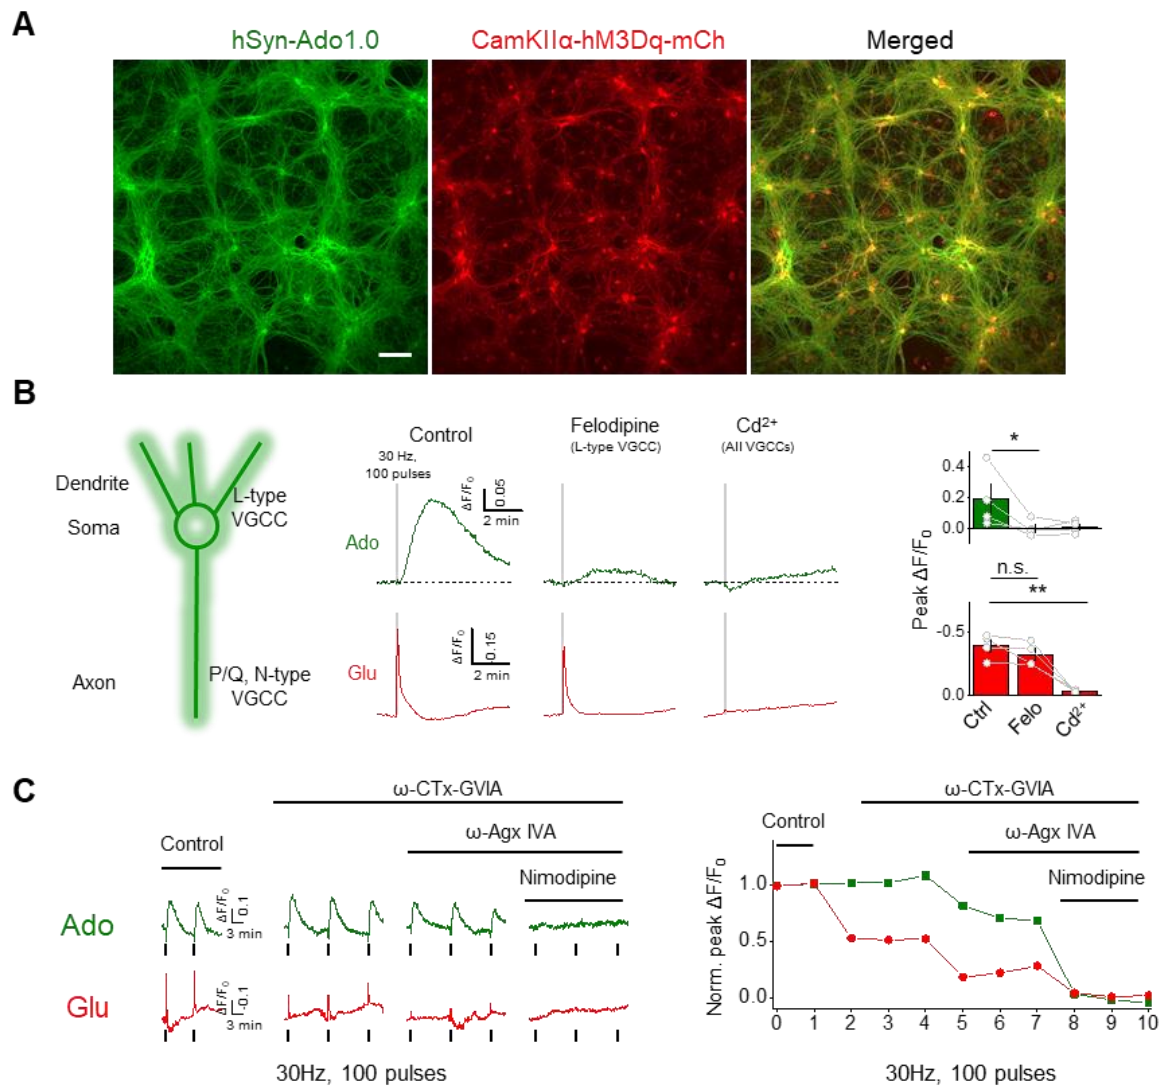 A
hSyn-Ado1.0
CamKIIα-hM3Dq-mCh
Merged
B
Dendrite
Soma
Axon
L-type
VGCC
P/Q, N-type
VGCC
Control
Felodipine
(L-type VGCC)
Cd²⁺
(All VGCCs)
30 Hz,
100 pulses
ΔF/F₀
0.05
2 min
Ado
ΔF/F₀
-0.15
2 min
Glu
Peak ΔF/F₀
*
0.4
0.2
0.0
n.s.
**
-0.5
0.0
Ctrl
Felo
Cd²⁺
C
ω-CTx-GVIA
ω-Agx IVA
Control
Nimodipine
Ado
ΔF/F₀
0.1
3 min
Glu
ΔF/F₀
-0.1
3 min
30Hz, 100 pulses
ω-CTx-GVIA
Control
ω-Agx IVA
Nimodipine
Norm. peak ΔF/F₀
1.0
0.5
0.0
0 1 2 3 4 5 6 7 8 9 10
30Hz, 100 pulses